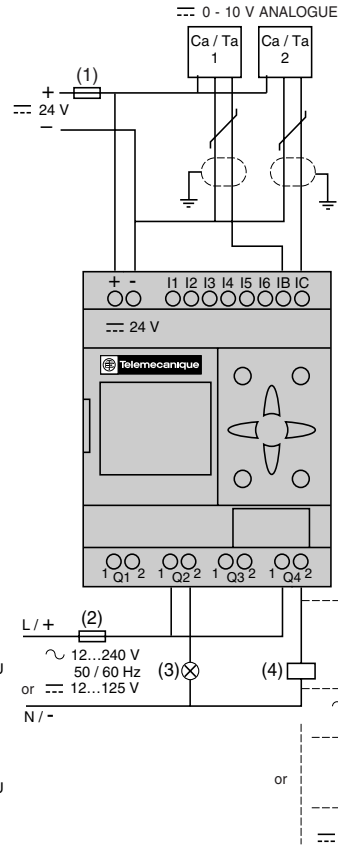 ⎓ 0 - 10 V ANALOGUE
Ca / Ta 1
Ca / Ta 2
+ (1)
⎓ 24 V
–
+ - I1 I2 I3 I4 I5 I6 IB IC
⎓ 24 V
Telemecanique
1 Q1 2 1 Q2 2 1 Q3 2 1 Q4 2
L / + (2)
∿ 12...240 V
50 / 60 Hz
or ⎓ 12...125 V
(3) (4)
N / -
or